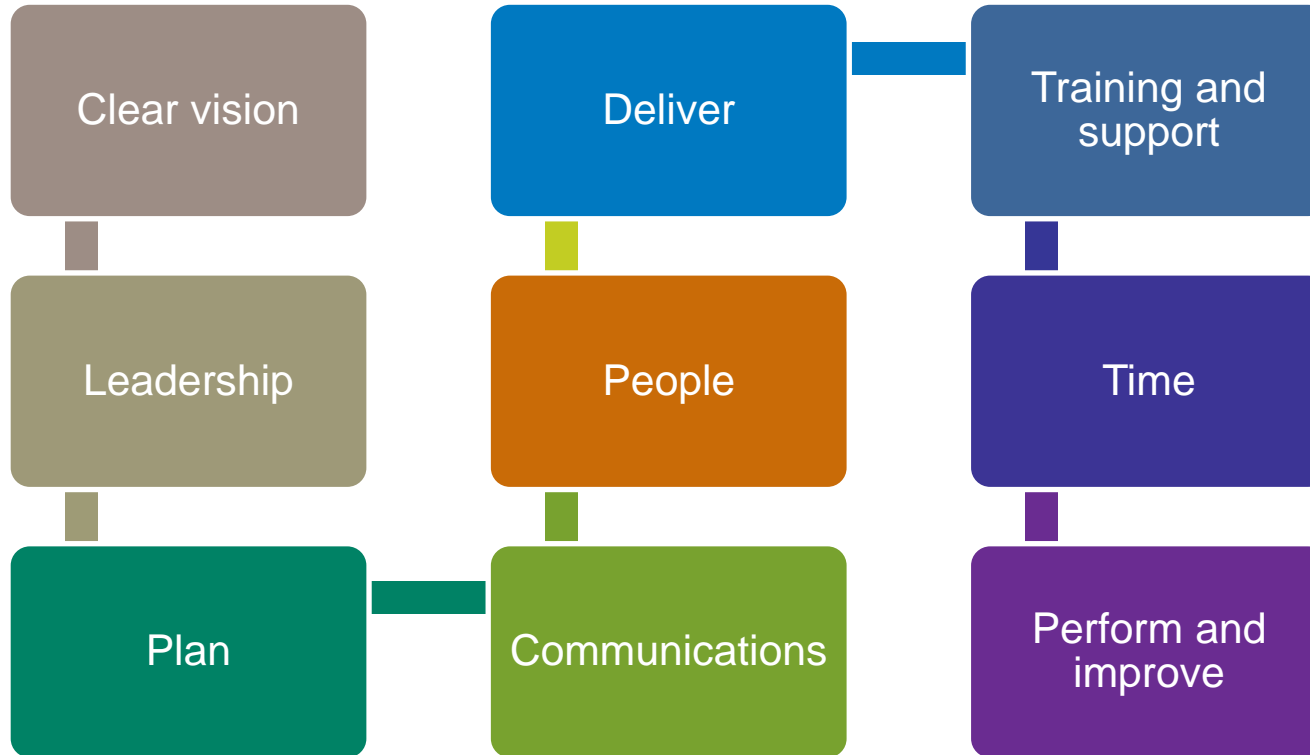 Clear vision
Leadership
Plan
Communications
People
Deliver
Training and
support
Time
Perform and
improve